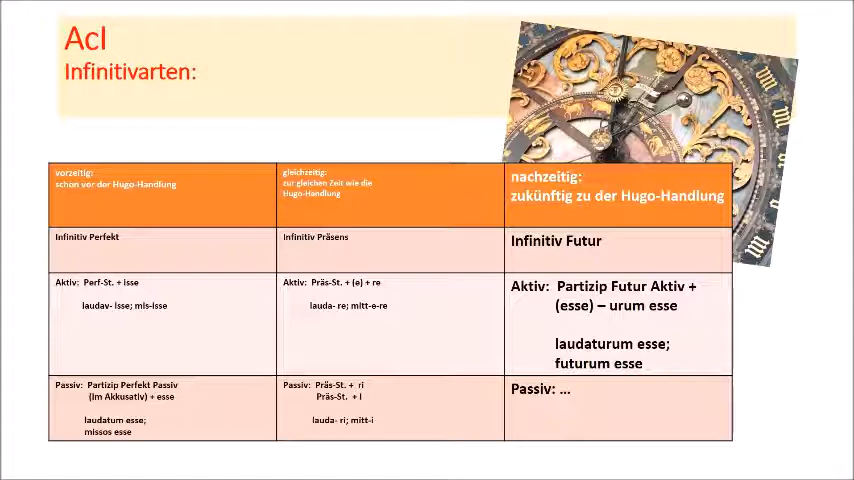 AcI
Infinitivarten:
vorzeitig:
schon vor der Hugo-Handlung
gleichzeitig:
zur gleichen Zeit wie die
Hugo-Handlung
nachzeitig:
zukünftig zu der Hugo-Handlung
Infinitiv Perfekt
Infinitiv Präsens
Infinitiv Futur
Aktiv: Perf-St. + isse
laudav- isse; mis-isse
Aktiv: Präs-St. + (e) + re
lauda- re; mitt-e-re
Aktiv: Partizip Futur Aktiv +
(esse) – urum esse
laudaturum esse;
futurum esse
Passiv: Partizip Perfekt Passiv
(im Akkusativ) + esse
laudatum esse;
missos esse
Passiv: Präs-St. + ri
Präs-St. + i
lauda- ri; mitt-i
Passiv: ...